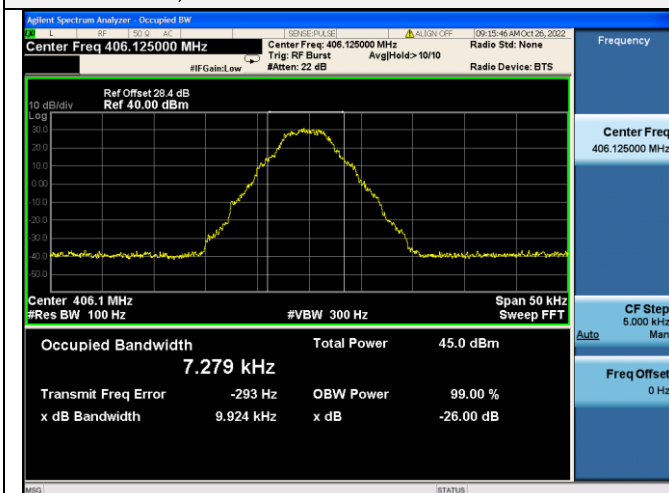 Agilent Spectrum Analyzer - Occupied BW
L RF 50 Ω AC SENSE:PULSE ALIGN OFF 09:15:46 AM Oct 26, 2022
Center Freq 406.125000 MHz
Center Freq: 406.125000 MHz
Radio Std: None
Trig: RF Burst Avg|Hold:> 10/10
#IFGain:Low #Atten: 22 dB Radio Device: BTS
Frequency
Ref Offset 28.4 dB
10 dB/div Ref 40.00 dBm
Log
30.0
20.0
10.0
0.00
-10.0
-20.0
-30.0
-40.0
-50.0
Center 406.1 MHz Span 50 kHz
#Res BW 100 Hz #VBW 300 Hz Sweep FFT
Occupied Bandwidth Total Power 45.0 dBm
7.279 kHz
Transmit Freq Error -293 Hz OBW Power 99.00 %
x dB Bandwidth 9.924 kHz x dB -26.00 dB
Center Freq
406.125000 MHz
CF Step
5.000 kHz
Auto Man
Freq Offset
0 Hz
MSG STATUS